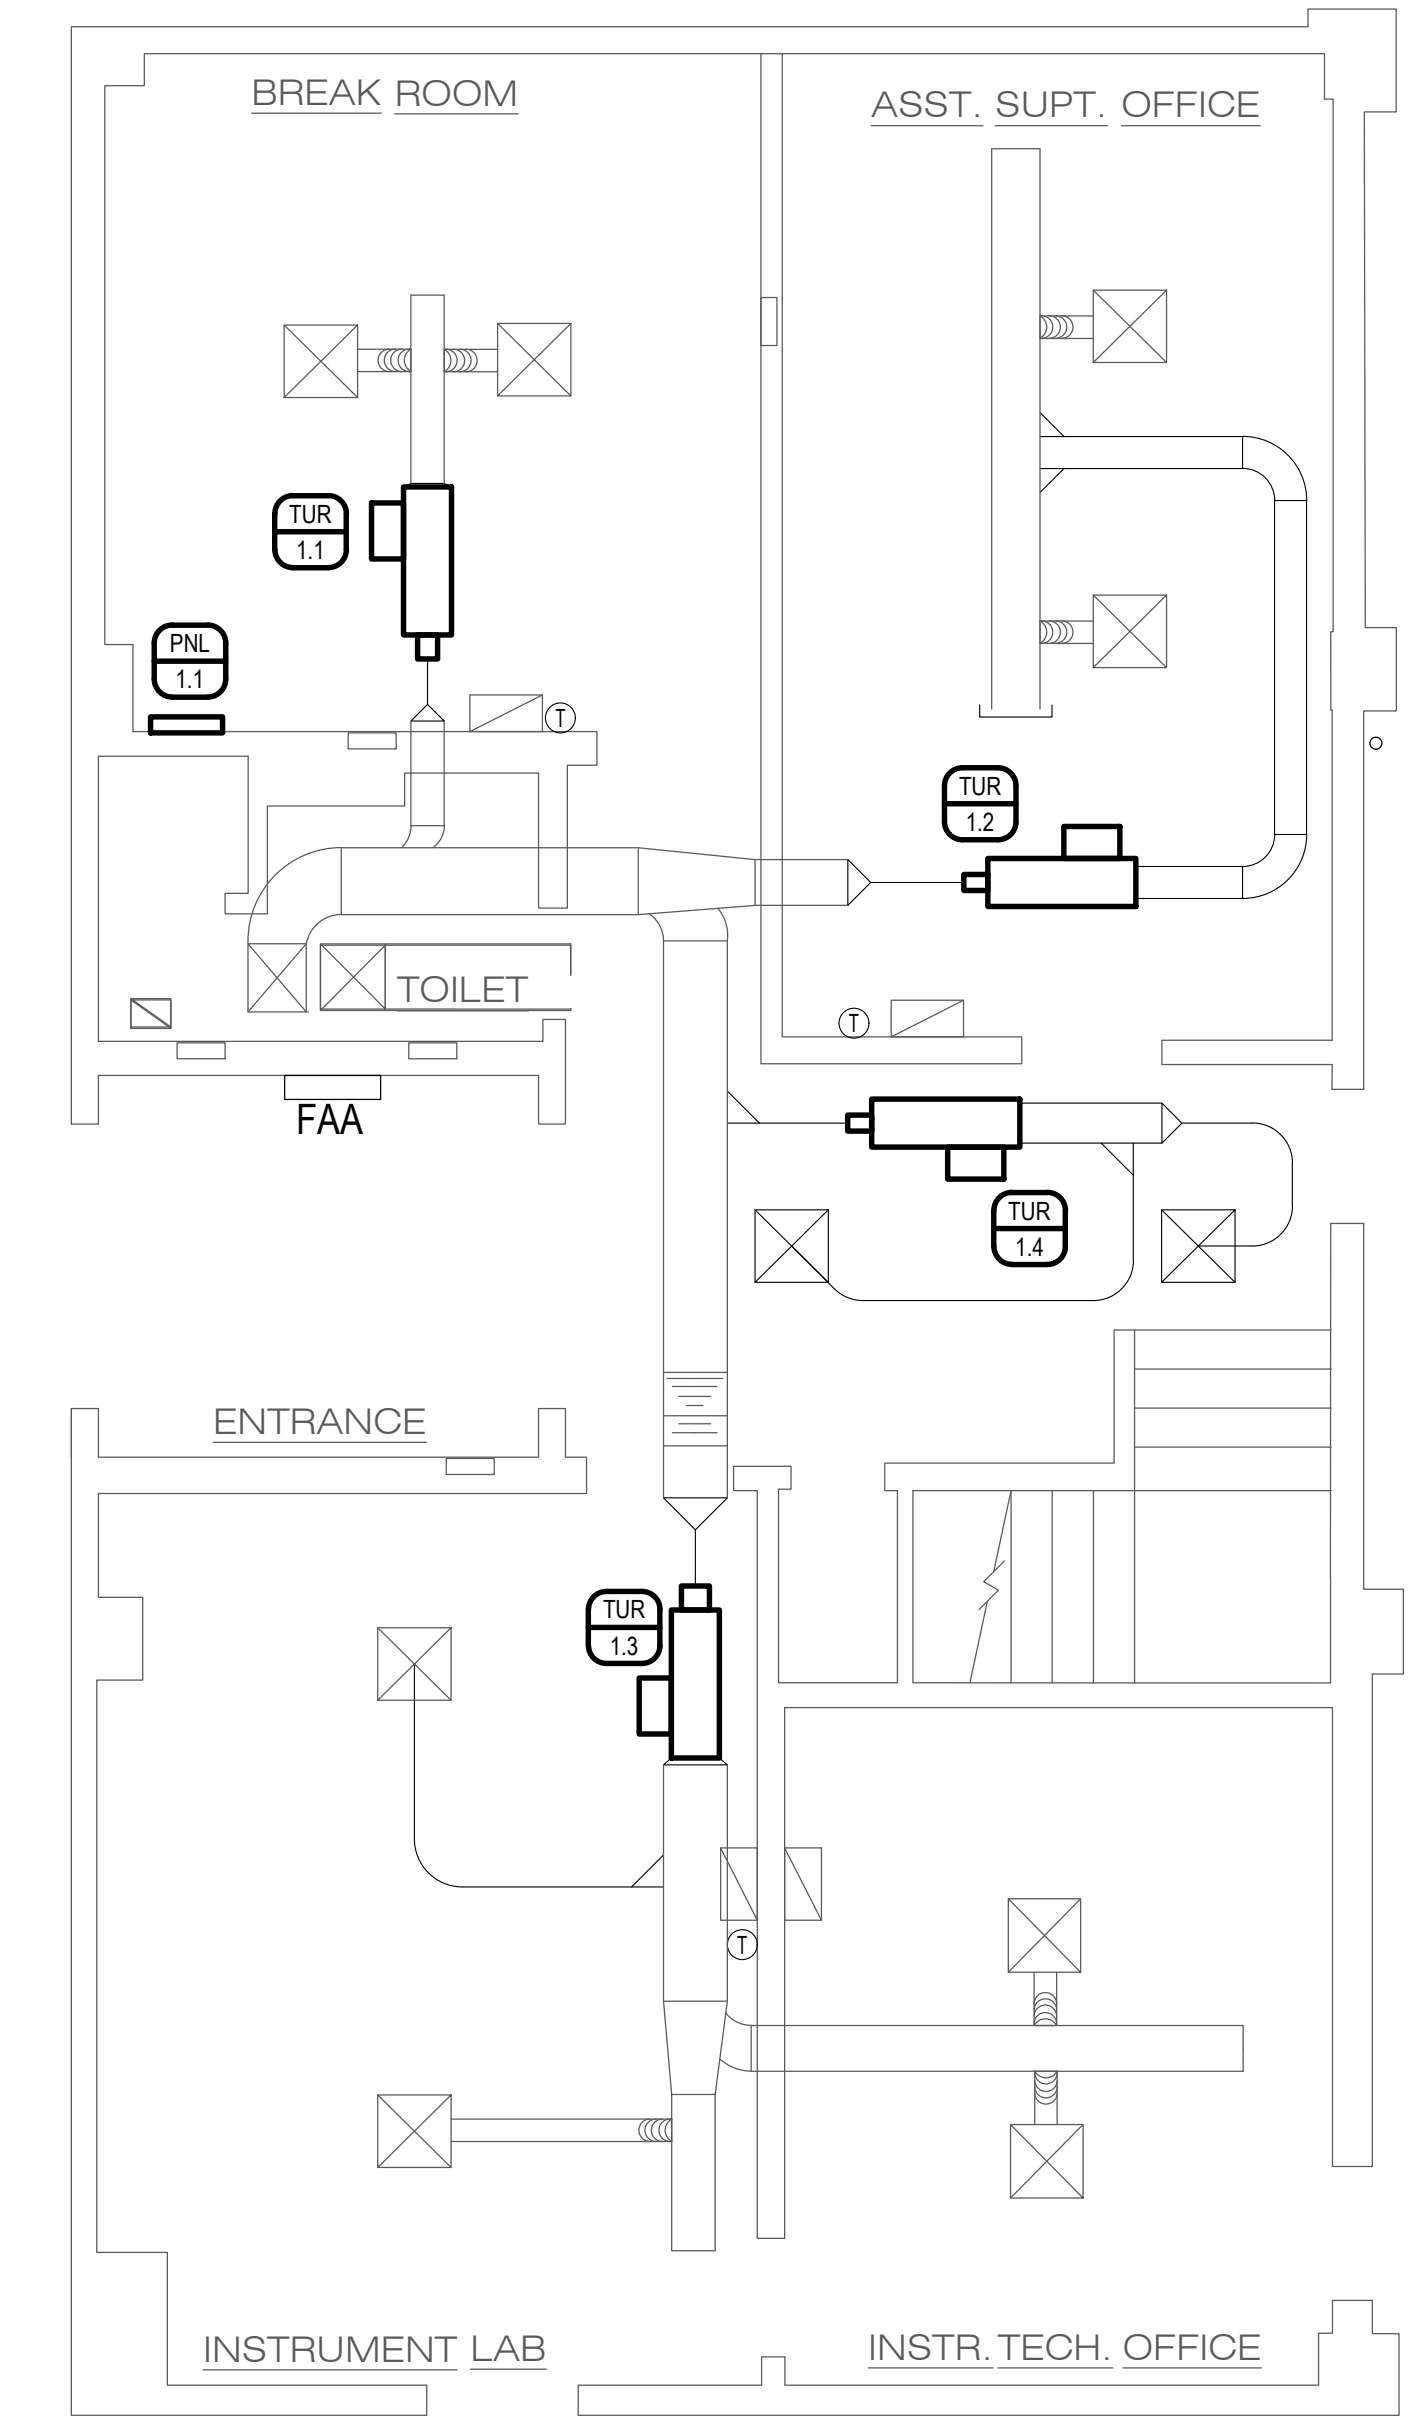 BREAK ROOM
ASST. SUPT. OFFICE
TUR
1.1
PNL
1.1
T
TUR
1.2
TOILET
T
FAA
TUR
1.4
ENTRANCE
TUR
1.3
T
INSTRUMENT LAB
INSTR. TECH. OFFICE